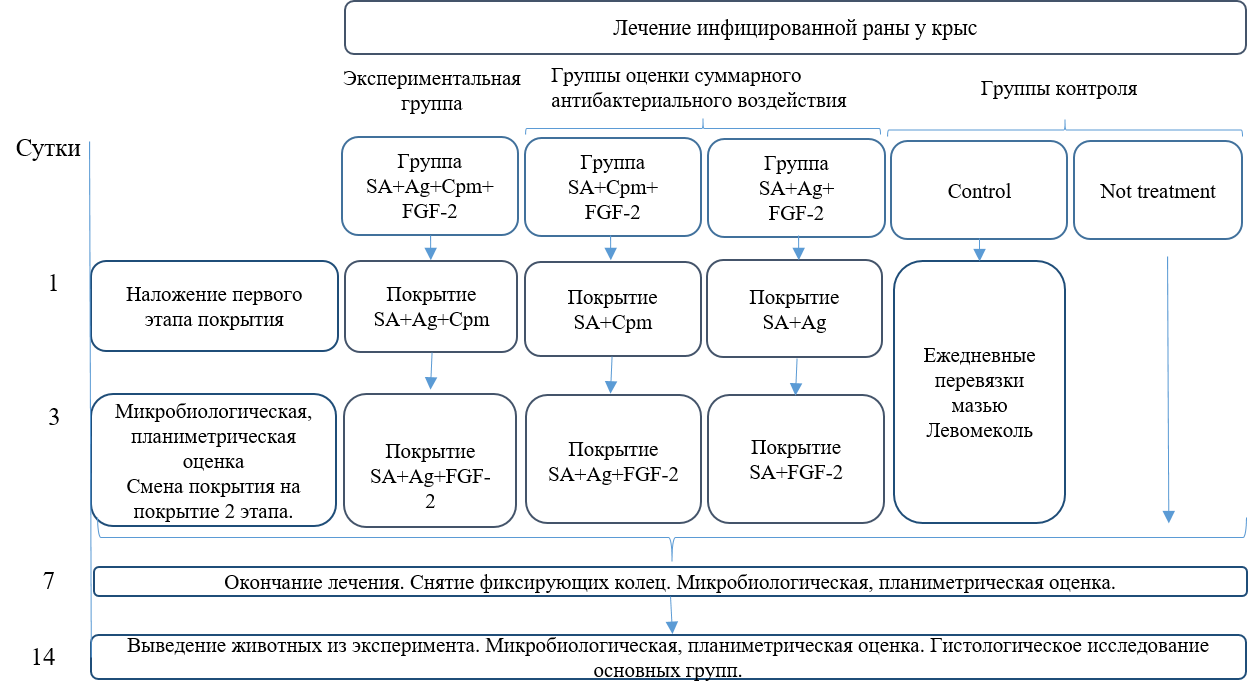 Лечение инфицированной раны у крыс
Экспериментальная
группа
Группы оценки суммарного
антибактериального воздействия
Группы контроля
Сутки
Группа
SA+Ag+Cpm+
FGF-2
Группа
SA+Cpm+
FGF-2
Группа
SA+Ag+
FGF-2
Control
Not treatment
1
Наложение первого
этапа покрытия
Покрытие
SA+Ag+Cpm
Покрытие
SA+Cpm
Покрытие
SA+Ag
Ежедневные
перевязки
мазью
Левомеколь
3
Микробиологическая,
планиметрическая
оценка
Смена покрытия на
покрытие 2 этапа.
Покрытие
SA+Ag+FGF-
2
Покрытие
SA+Ag+FGF-2
Покрытие
SA+FGF-2
7
Окончание лечения. Снятие фиксирующих колец. Микробиологическая, планиметрическая оценка.
14
Выведение животных из эксперимента. Микробиологическая, планиметрическая оценка. Гистологическое исследование
основных групп.